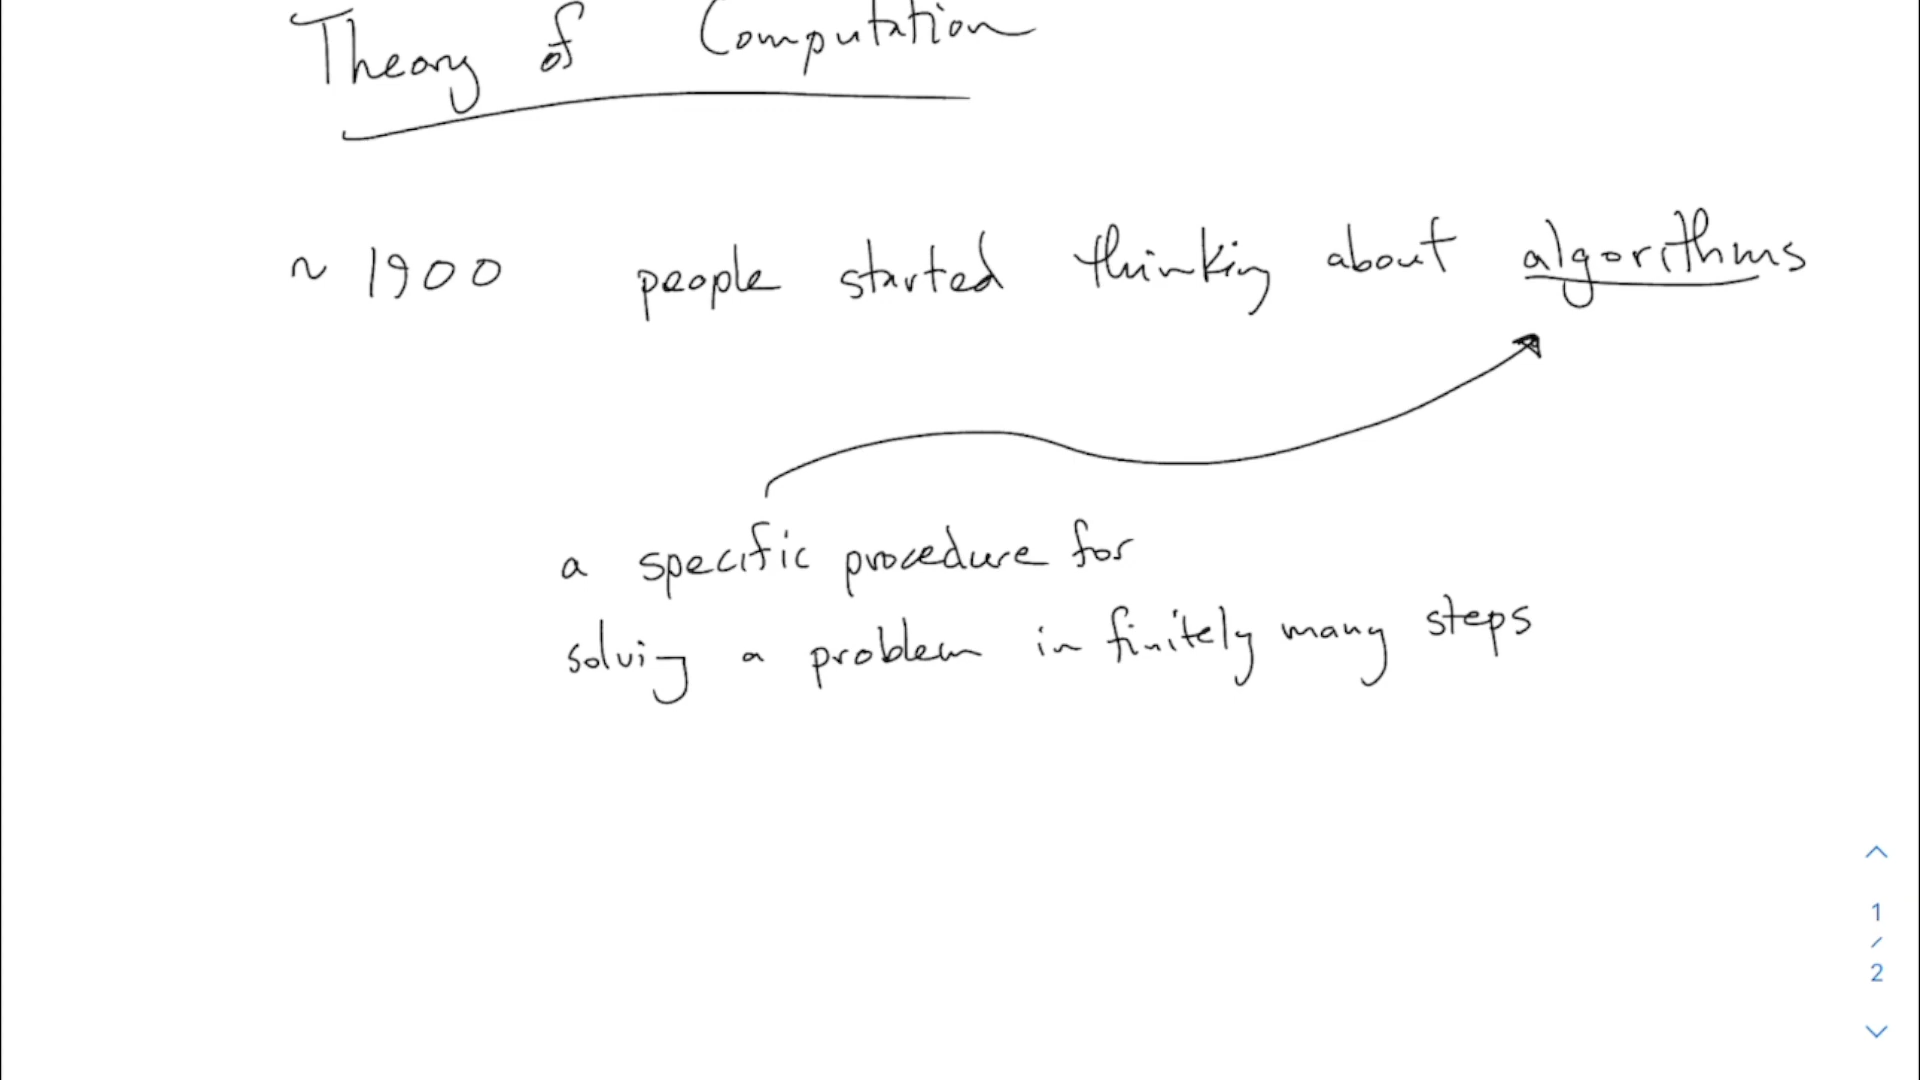 Theory of Computation
~ 1900 people started thinking about algorithms
a specific procedure for
solving a problem in finitely many steps
1
/
2